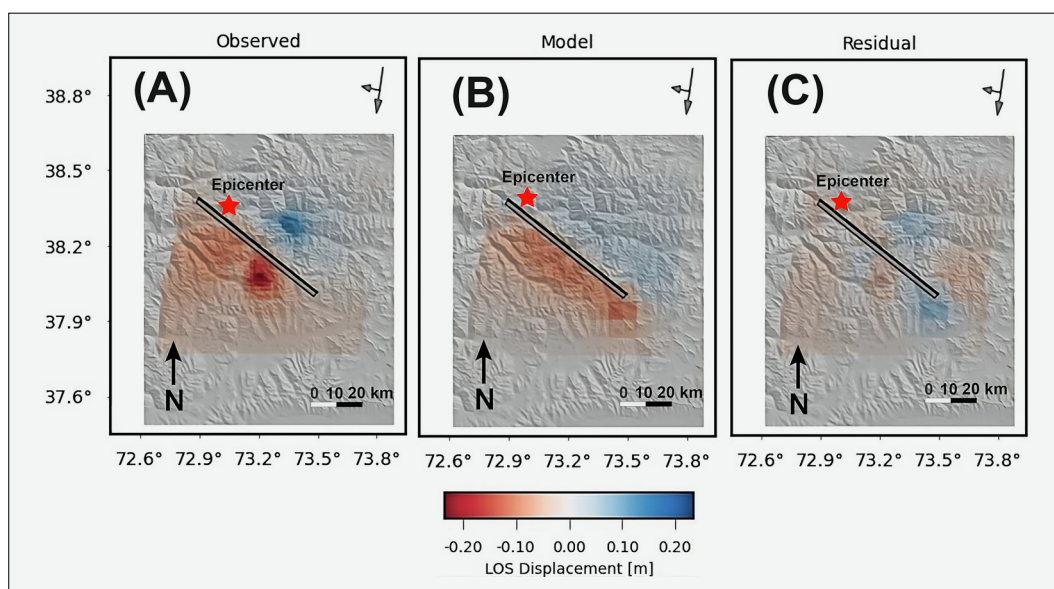 Observed Model Residual
(A) (B) (C)
38.8°
38.5°
38.2°
37.9°
37.6°
Epicenter Epicenter Epicenter
N N N
0 10 20 km 0 10 20 km 0 10 20 km
72.6° 72.9° 73.2° 73.5° 73.8° 72.6° 72.9° 73.2° 73.5° 73.8° 72.6° 72.9° 73.2° 73.5° 73.8°
-0.20 -0.10 0.00 0.10 0.20
LOS Displacement [m]